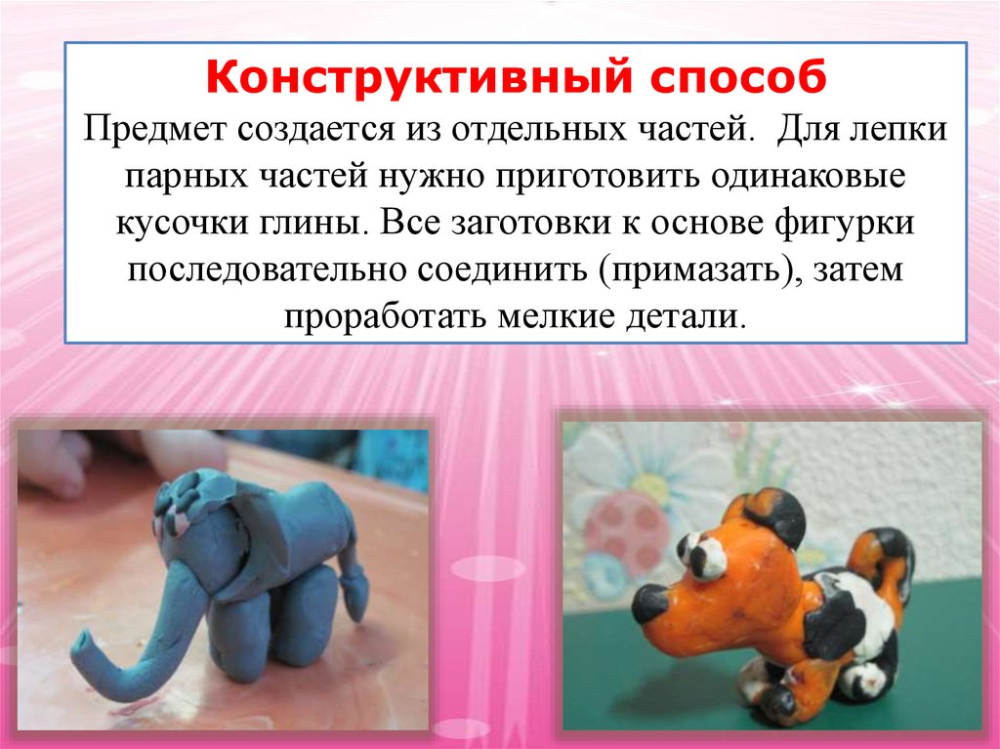 Конструктивный способ
Предмет создается из отдельных частей.  Для лепки
парных частей нужно приготовить одинаковые
кусочки глины. Все заготовки к основе фигурки
последовательно соединить (примазать), затем
проработать мелкие детали.